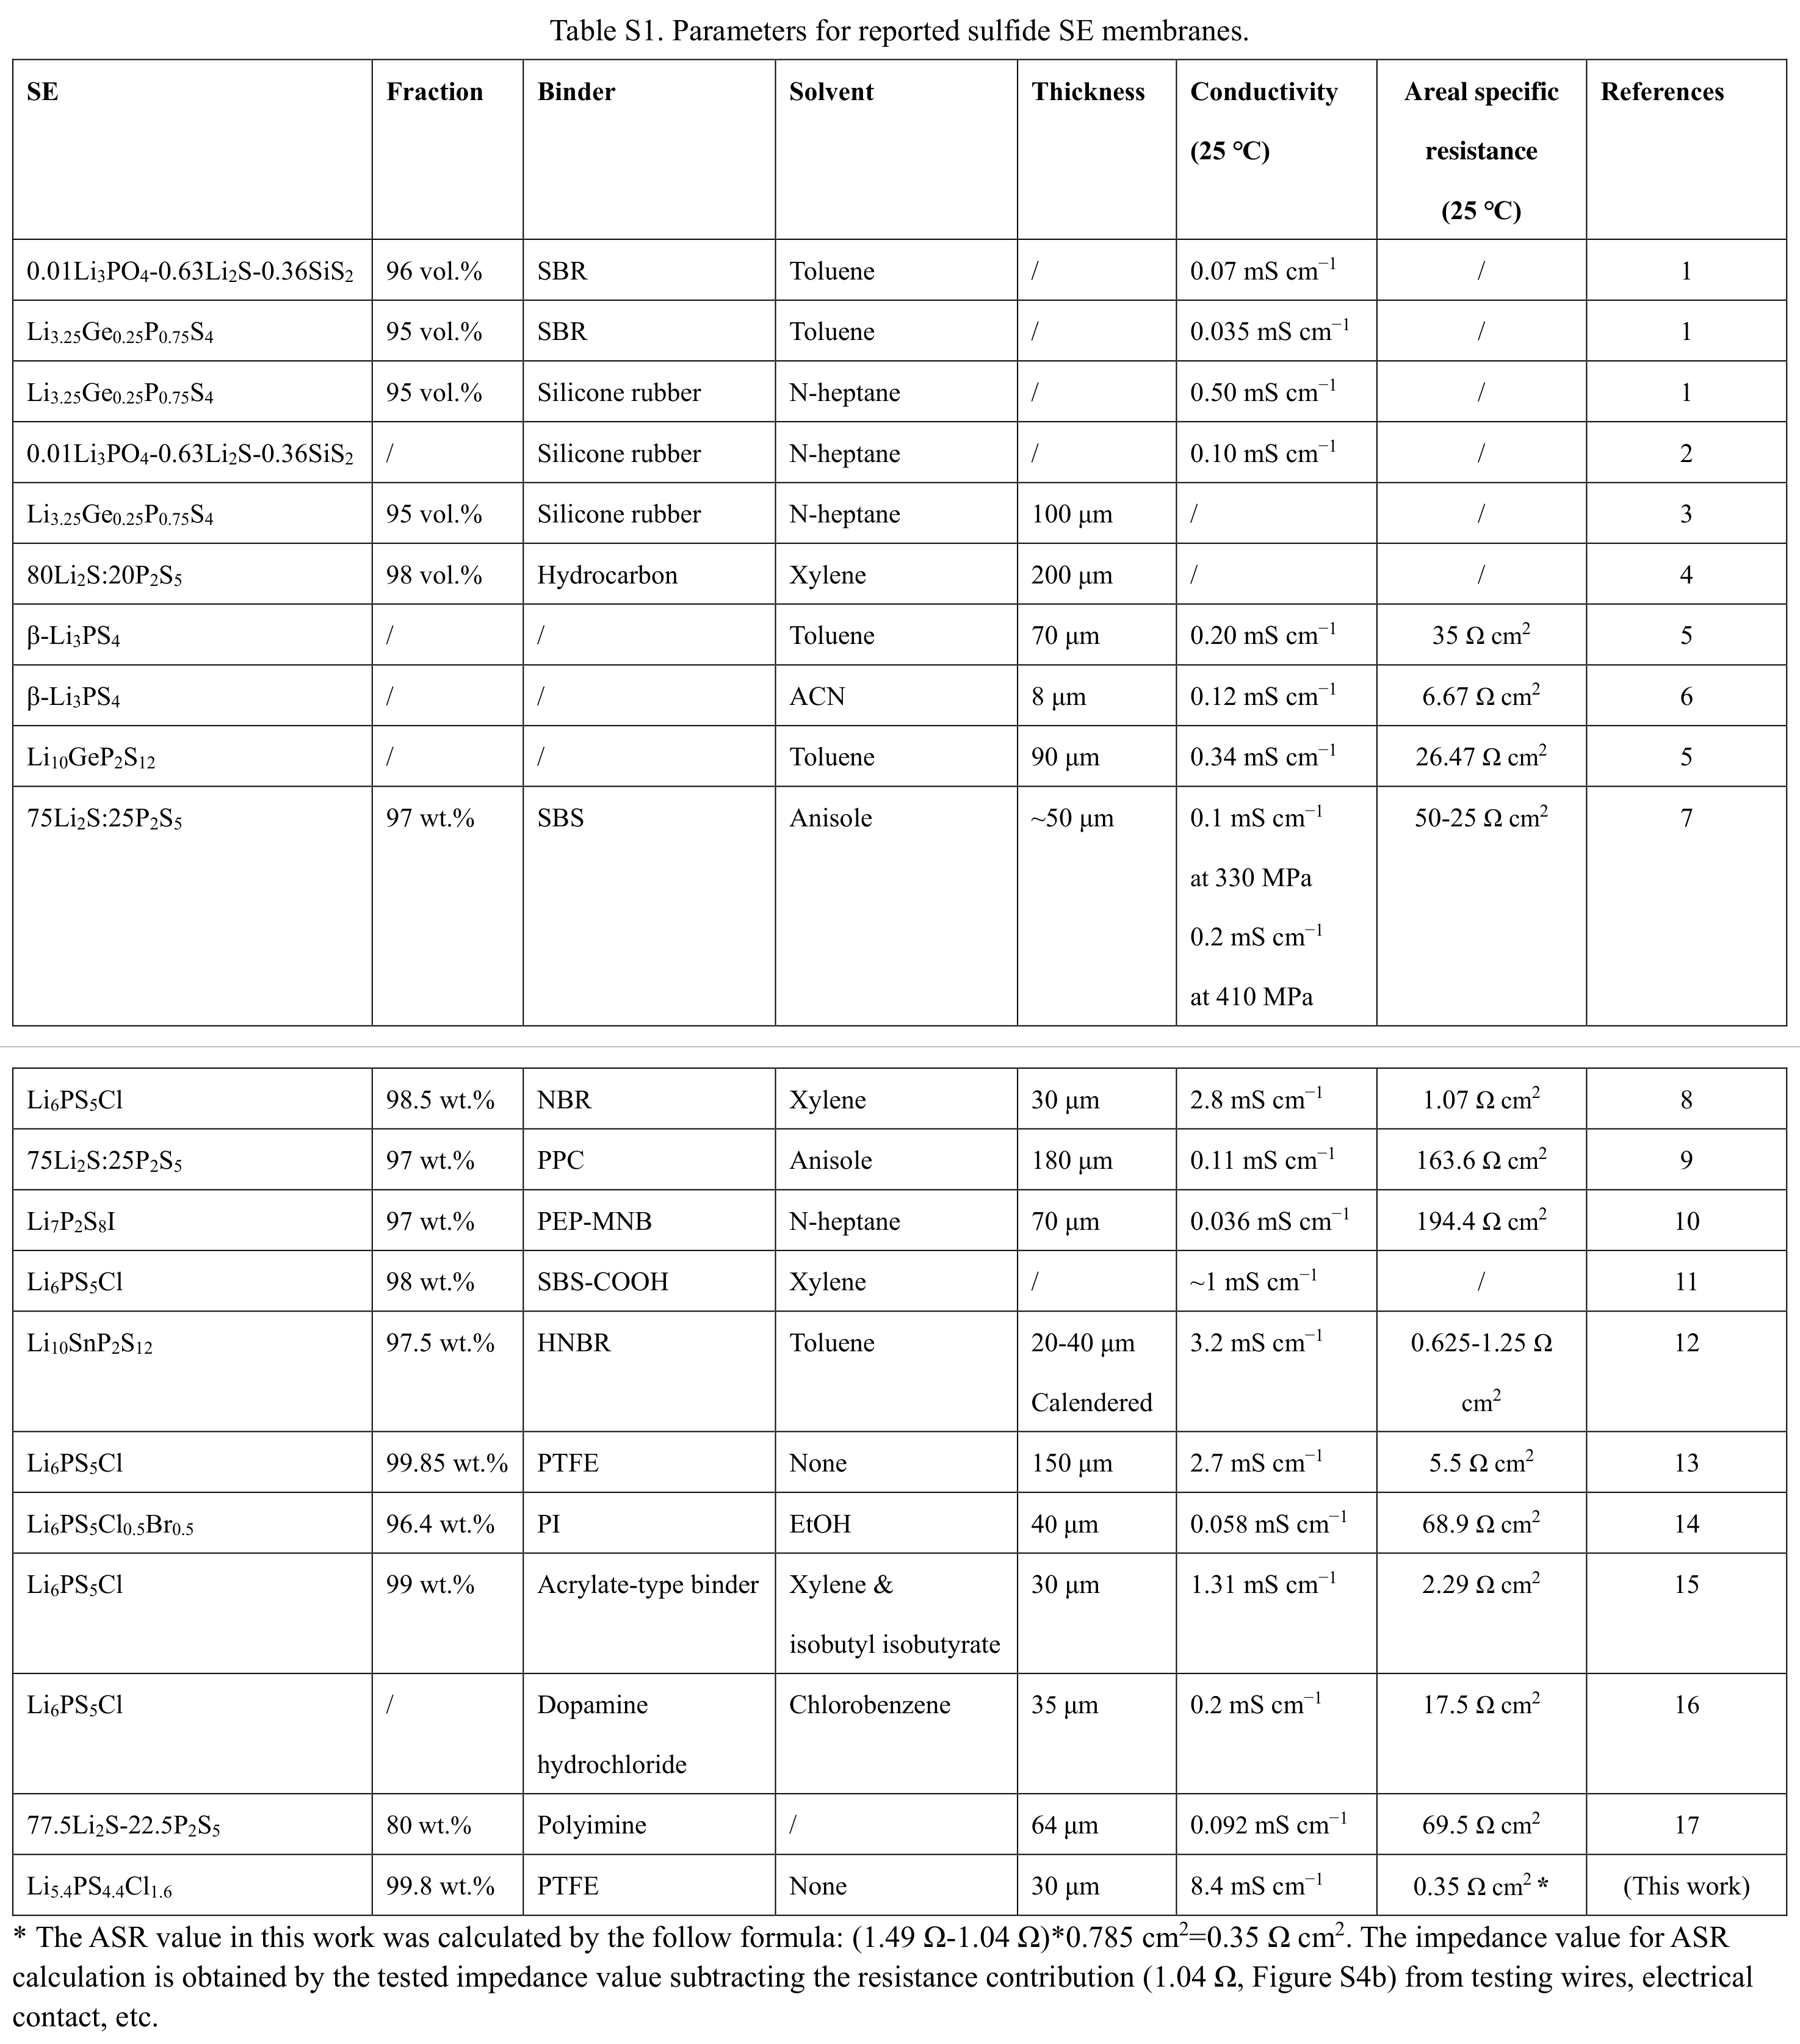 Table S1. Parameters for reported sulfide SE membranes.
SE Fraction Binder Solvent Thickness Conductivity (25 ℃) Areal specific resistance (25 ℃) References
0.01Li₃PO₄-0.63Li₂S-0.36SiS₂ 96 vol.% SBR Toluene / 0.07 mS cm⁻¹ / 1
Li₃.₂₅Ge₀.₂₅P₀.₇₅S₄ 95 vol.% SBR Toluene / 0.035 mS cm⁻¹ / 1
Li₃.₂₅Ge₀.₂₅P₀.₇₅S₄ 95 vol.% Silicone rubber N-heptane / 0.50 mS cm⁻¹ / 1
0.01Li₃PO₄-0.63Li₂S-0.36SiS₂ / Silicone rubber N-heptane / 0.10 mS cm⁻¹ / 2
Li₃.₂₅Ge₀.₂₅P₀.₇₅S₄ 95 vol.% Silicone rubber N-heptane 100 μm / / 3
80Li₂S:20P₂S₅ 98 vol.% Hydrocarbon Xylene 200 μm / / 4
β-Li₃PS₄ / / Toluene 70 μm 0.20 mS cm⁻¹ 35 Ω cm² 5
β-Li₃PS₄ / / ACN 8 μm 0.12 mS cm⁻¹ 6.67 Ω cm² 6
Li₁₀GeP₂S₁₂ / / Toluene 90 μm 0.34 mS cm⁻¹ 26.47 Ω cm² 5
75Li₂S:25P₂S₅ 97 wt.% SBS Anisole ~50 μm 0.1 mS cm⁻¹ 50-25 Ω cm² 7
at 330 MPa
0.2 mS cm⁻¹
at 410 MPa
Li₆PS₅Cl 98.5 wt.% NBR Xylene 30 μm 2.8 mS cm⁻¹ 1.07 Ω cm² 8
75Li₂S:25P₂S₅ 97 wt.% PPC Anisole 180 μm 0.11 mS cm⁻¹ 163.6 Ω cm² 9
Li₇P₂S₈I 97 wt.% PEP-MNB N-heptane 70 μm 0.036 mS cm⁻¹ 194.4 Ω cm² 10
Li₆PS₅Cl 98 wt.% SBS-COOH Xylene / ~1 mS cm⁻¹ / 11
Li₁₀SnP₂S₁₂ 97.5 wt.% HNBR Toluene 20-40 μm 3.2 mS cm⁻¹ 0.625-1.25 Ω 12
Calendered cm²
Li₆PS₅Cl 99.85 wt.% PTFE None 150 μm 2.7 mS cm⁻¹ 5.5 Ω cm² 13
Li₆PS₅Cl₀.₅Br₀.₅ 96.4 wt.% PI EtOH 40 μm 0.058 mS cm⁻¹ 68.9 Ω cm² 14
Li₆PS₅Cl 99 wt.% Acrylate-type binder Xylene & 30 μm 1.31 mS cm⁻¹ 2.29 Ω cm² 15
isobutyl isobutyrate
Li₆PS₅Cl / Dopamine Chlorobenzene 35 μm 0.2 mS cm⁻¹ 17.5 Ω cm² 16
hydrochloride
77.5Li₂S-22.5P₂S₅ 80 wt.% Polyimine / 64 μm 0.092 mS cm⁻¹ 69.5 Ω cm² 17
Li₅.₄PS₄.₄Cl₁.₆ 99.8 wt.% PTFE None 30 μm 8.4 mS cm⁻¹ 0.35 Ω cm² * (This work)
* The ASR value in this work was calculated by the follow formula: (1.49 Ω-1.04 Ω)*0.785 cm²=0.35 Ω cm². The impedance value for ASR
calculation is obtained by the tested impedance value subtracting the resistance contribution (1.04 Ω, Figure S4b) from testing wires, electrical
contact, etc.